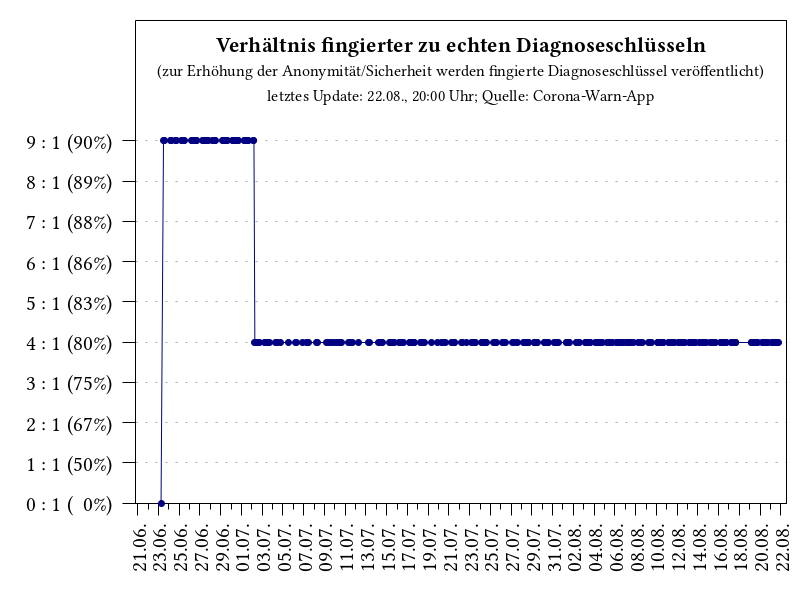 Verhältnis fingierter zu echten Diagnoseschlüsseln
(zur Erhöhung der Anonymität/Sicherheit werden fingierte Diagnoseschlüssel veröffentlicht)
letztes Update: 22.08., 20:00 Uhr; Quelle: Corona-Warn-App
9 : 1 (90%)
8 : 1 (89%)
7 : 1 (88%)
6 : 1 (86%)
5 : 1 (83%)
4 : 1 (80%)
3 : 1 (75%)
2 : 1 (67%)
1 : 1 (50%)
0 : 1 (  0%)
21.06.
23.06.
25.06.
27.06.
29.06.
01.07.
03.07.
05.07.
07.07.
09.07.
11.07.
13.07.
15.07.
17.07.
19.07.
21.07.
23.07.
25.07.
27.07.
29.07.
31.07.
02.08.
04.08.
06.08.
08.08.
10.08.
12.08.
14.08.
16.08.
18.08.
20.08.
22.08.